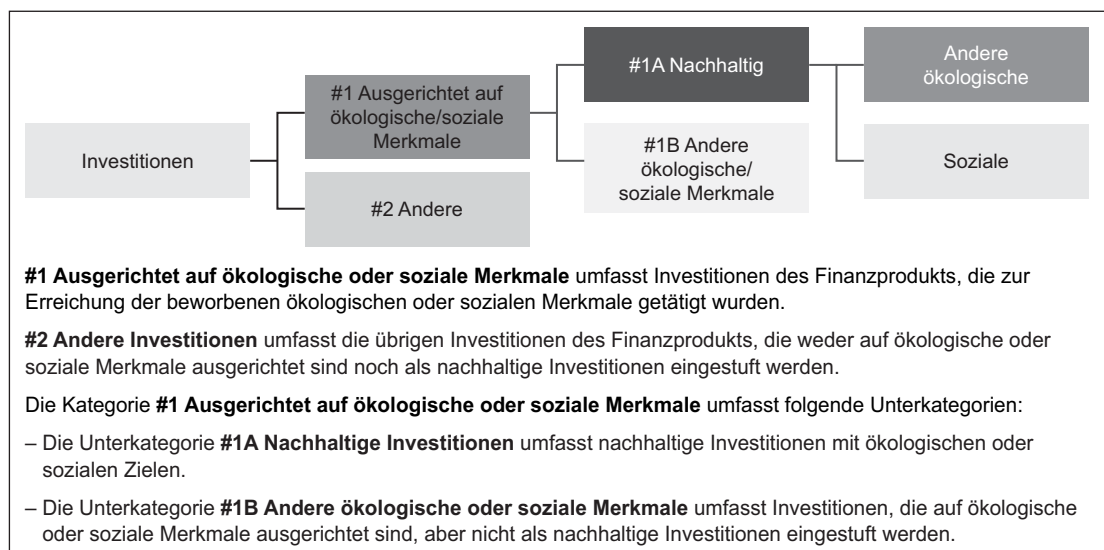 Investitionen
#1 Ausgerichtet auf
ökologische/soziale
Merkmale
#2 Andere
#1A Nachhaltig
#1B Andere
ökologische/
soziale Merkmale
Andere
ökologische
Soziale
#1 Ausgerichtet auf ökologische oder soziale Merkmale umfasst Investitionen des Finanzprodukts, die zur
Erreichung der beworbenen ökologischen oder sozialen Merkmale getätigt wurden.
#2 Andere Investitionen umfasst die übrigen Investitionen des Finanzprodukts, die weder auf ökologische oder
soziale Merkmale ausgerichtet sind noch als nachhaltige Investitionen eingestuft werden.
Die Kategorie #1 Ausgerichtet auf ökologische oder soziale Merkmale umfasst folgende Unterkategorien:
– Die Unterkategorie #1A Nachhaltige Investitionen umfasst nachhaltige Investitionen mit ökologischen oder
sozialen Zielen.
– Die Unterkategorie #1B Andere ökologische oder soziale Merkmale umfasst Investitionen, die auf ökologische
oder soziale Merkmale ausgerichtet sind, aber nicht als nachhaltige Investitionen eingestuft werden.